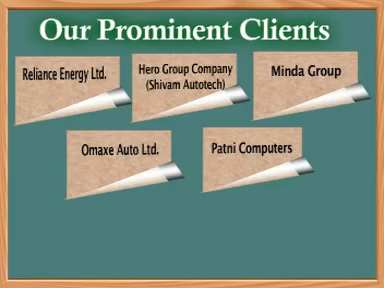 Our Prominent Clients
Reliance Energy Ltd.
Hero Group Company
(Shivam Autotech)
Minda Group
Omaxe Auto Ltd.
Patni Computers